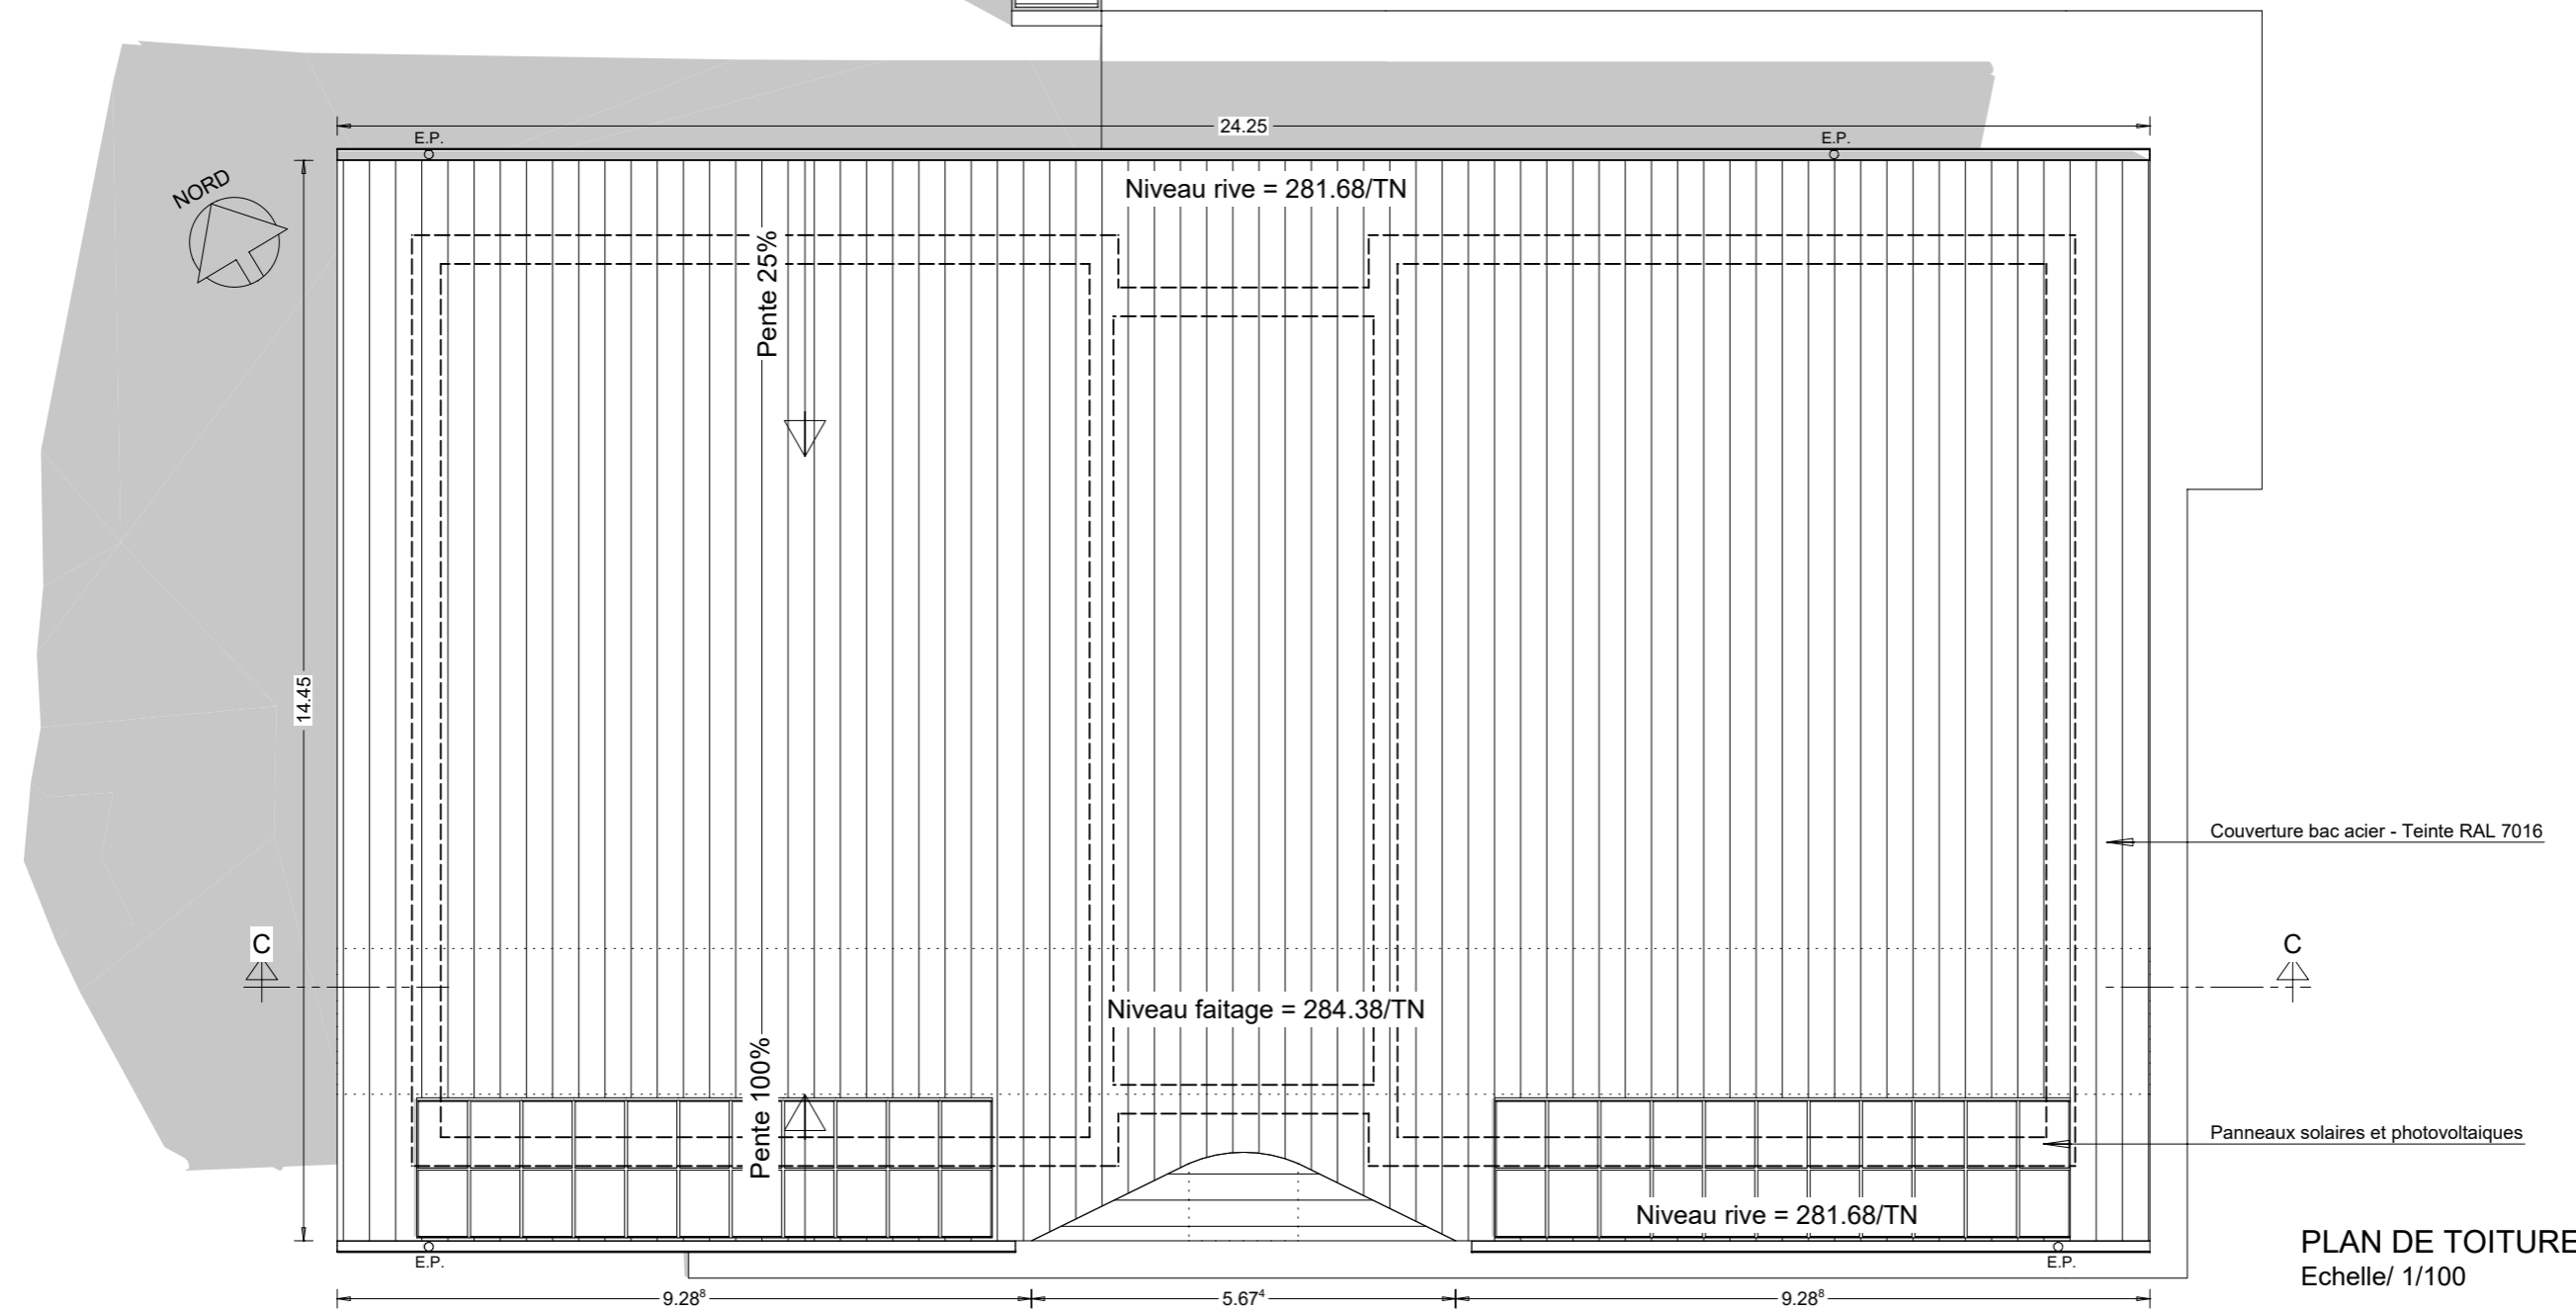 24.25
E.P.
E.P.
NORD
Niveau rive = 281.68/TN
Pente 25%
14.45
Couverture bac acier - Teinte RAL 7016
C
C
Niveau faitage = 284.38/TN
Pente 100%
Panneaux solaires et photovoltaiques
Niveau rive = 281.68/TN
PLAN DE TOITURE
Echelle/ 1/100
E.P.
E.P.
9.28⁸
5.67⁴
9.28⁸